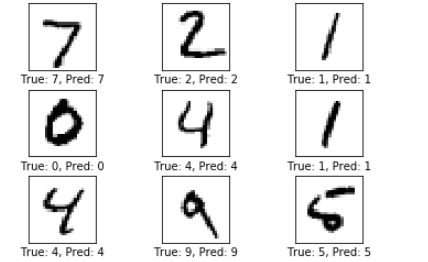 7 2 1
True: 7, Pred: 7 True: 2, Pred: 2 True: 1, Pred: 1
0 4 1
True: 0, Pred: 0 True: 4, Pred: 4 True: 1, Pred: 1
4 9 5
True: 4, Pred: 4 True: 9, Pred: 9 True: 5, Pred: 5